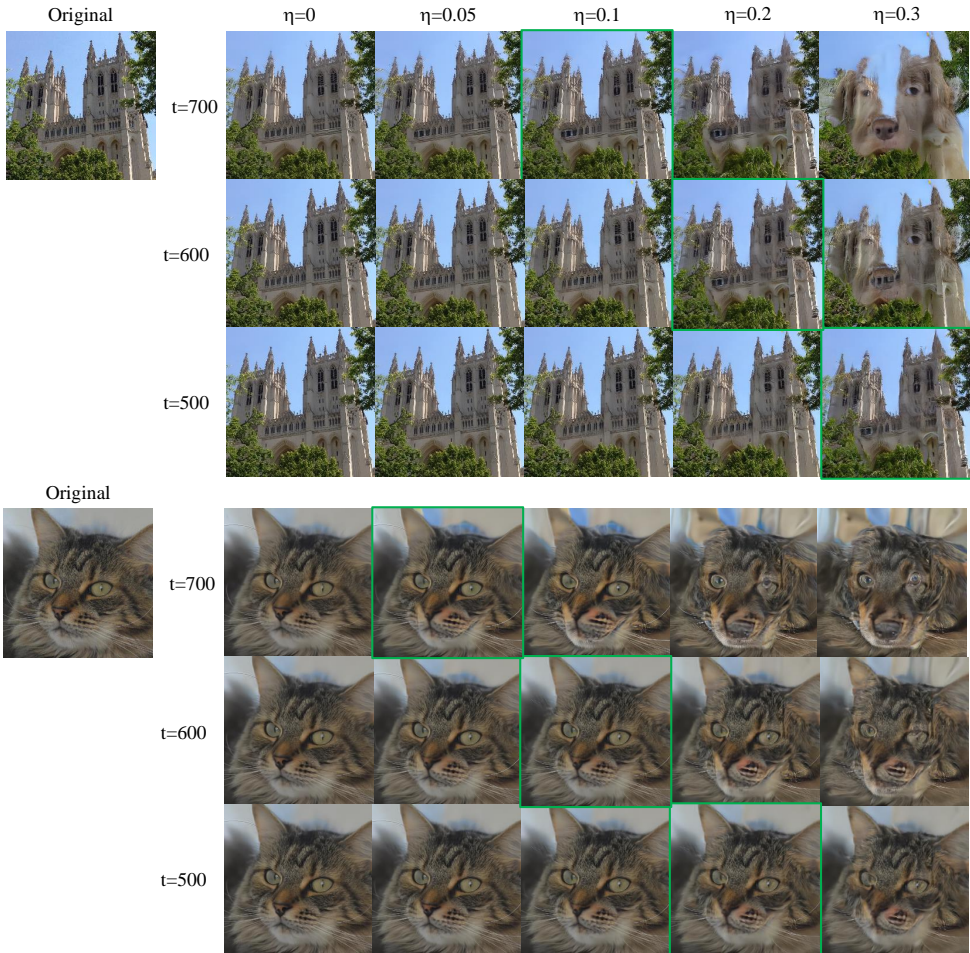 Original η=0 η=0.05 η=0.1 η=0.2 η=0.3
t=700
t=600
t=500
Original
t=700
t=600
t=500